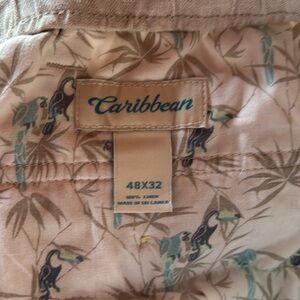 Caribbean
48X32
100% LINEN
MADE IN SRI LANKA